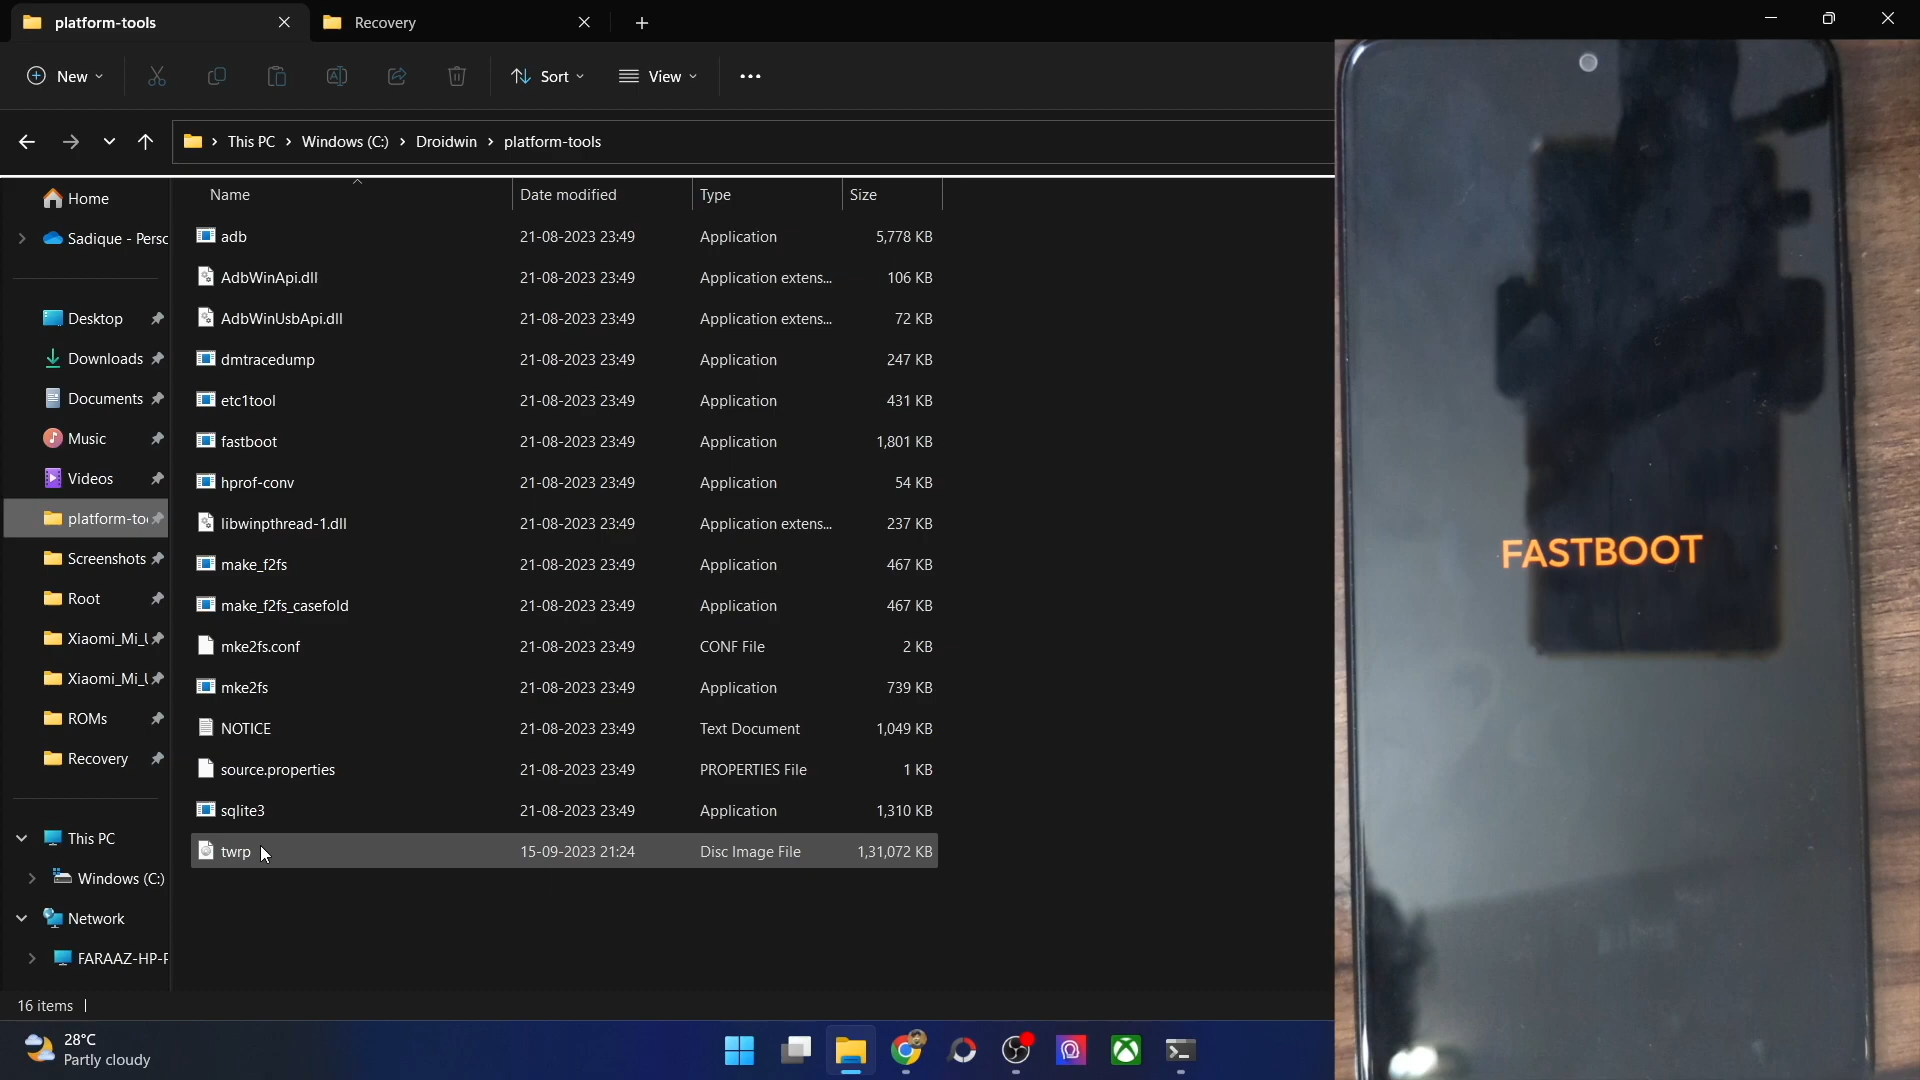 platform-tools
Recovery
New
Sort
View
This PC
Windows (C:)
Droidwin
platform-tools
Name
Date modified
Type
Size
Home
Sadique - Persc
Desktop
Downloads
Documents
Music
Videos
platform-to
Screenshots
Root
Xiaomi_Mi_U
Xiaomi_Mi_U
ROMs
Recovery
This PC
Windows (C:)
Network
FARAAZ-HP-P
adb 21-08-2023 23:49 Application 5,778 KB
AdbWinApi.dll 21-08-2023 23:49 Application extens... 106 KB
AdbWinUsbApi.dll 21-08-2023 23:49 Application extens... 72 KB
dmtracedump 21-08-2023 23:49 Application 247 KB
etc1tool 21-08-2023 23:49 Application 431 KB
fastboot 21-08-2023 23:49 Application 1,801 KB
hprof-conv 21-08-2023 23:49 Application 54 KB
libwinpthread-1.dll 21-08-2023 23:49 Application extens... 237 KB
make_f2fs 21-08-2023 23:49 Application 467 KB
make_f2fs_casefold 21-08-2023 23:49 Application 467 KB
mke2fs.conf 21-08-2023 23:49 CONF File 2 KB
mke2fs 21-08-2023 23:49 Application 739 KB
NOTICE 21-08-2023 23:49 Text Document 1,049 KB
source.properties 21-08-2023 23:49 PROPERTIES File 1 KB
sqlite3 21-08-2023 23:49 Application 1,310 KB
twrp 15-09-2023 21:24 Disc Image File 1,31,072 KB
16 items
28°C
Partly cloudy
FASTBOOT